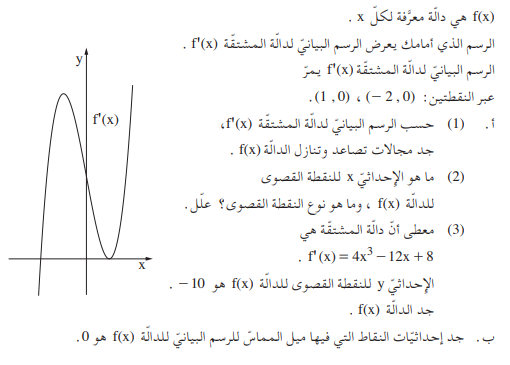 f(x) هي دالّة معرَّفة لكلّ x .
الرسم الذي أمامك يعرض الرسم البيانيّ لدالّة المشتقّة f'(x) .
الرسم البيانيّ لدالّة المشتقّة f'(x) يمرّ
عبر النقطتين: (−2, 0) ، (1, 0) .
أ. (1) حسب الرسم البيانيّ لدالّة المشتقّة f'(x)،
جد مجالات تصاعد وتنازل الدالّة f(x) .
(2) ما هو الإحداثيّ x للنقطة القصوى
للدالّة f(x) ، وما هو نوع النقطة القصوى؟ علّل.
(3) معطى أنّ دالّة المشتقّة هي
f'(x) = 4x³ − 12x + 8 .
الإحداثيّ y للنقطة القصوى للدالّة f(x) هو −10 .
جد الدالّة f(x) .
ب. جد إحداثيّات النقاط التي فيها ميل المماسّ للرسم البيانيّ للدالّة f(x) هو 0 .
y
f'(x)
x